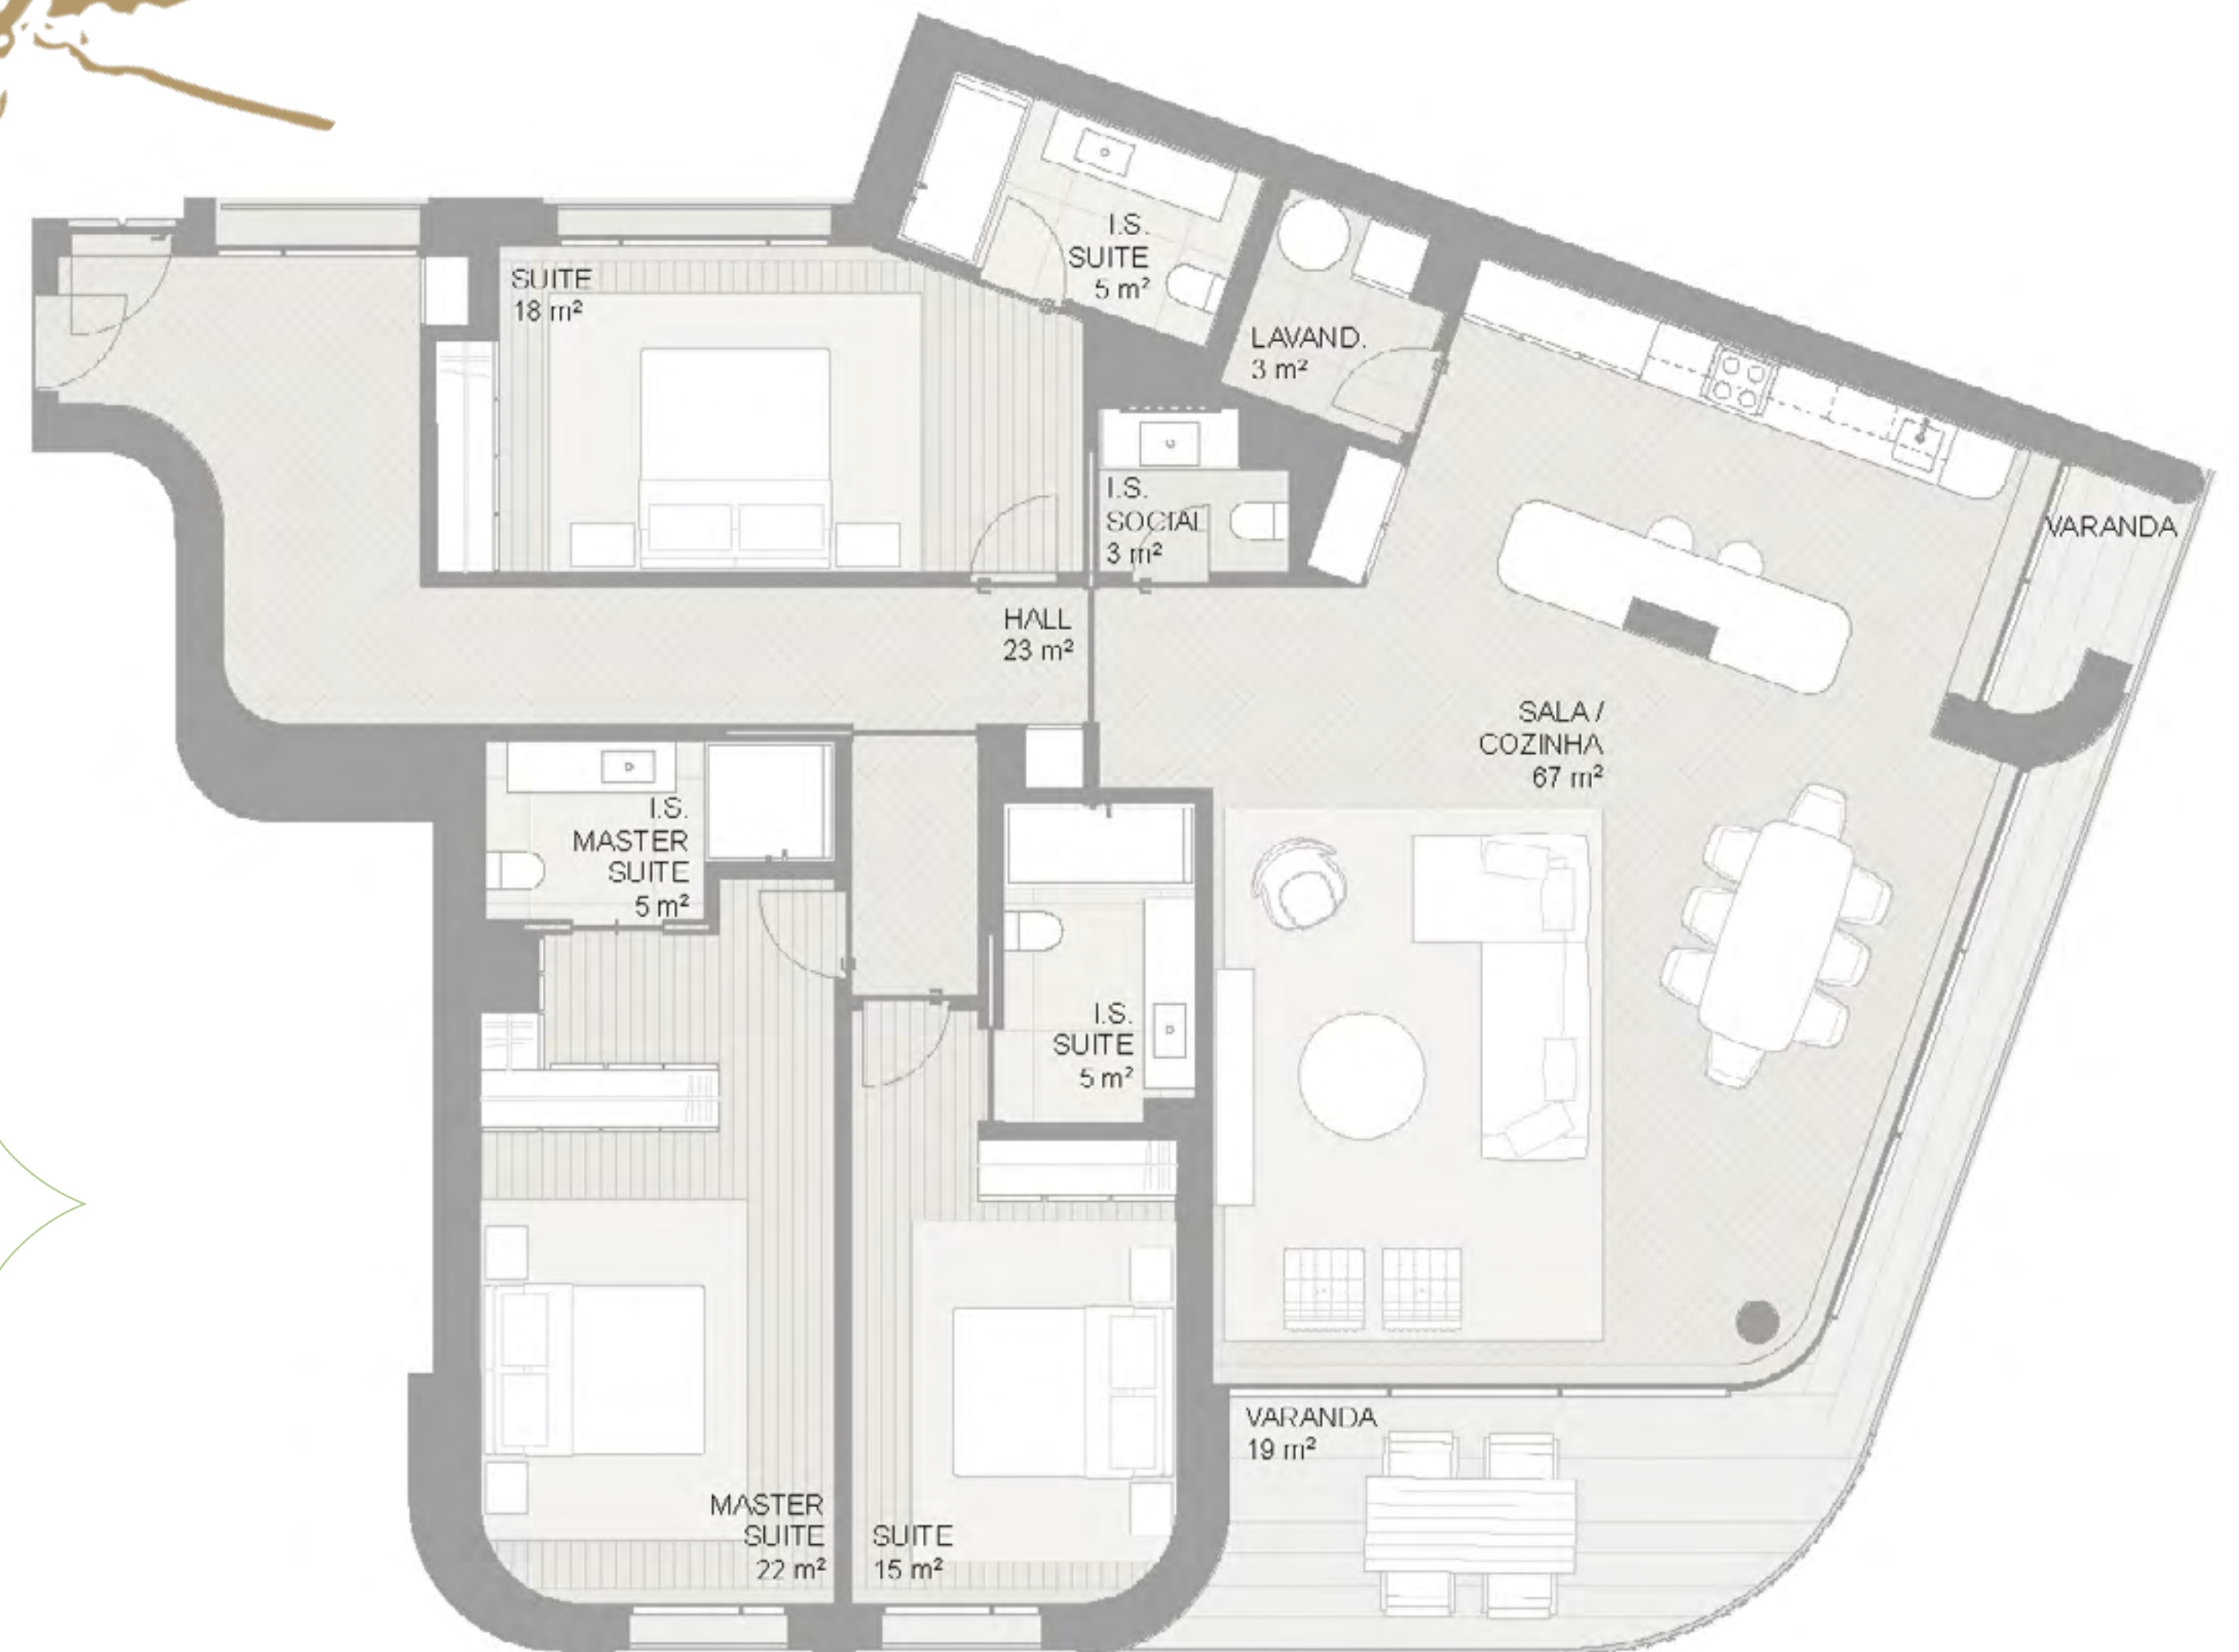 I.S.
SUITE
5 m²
SUITE
18 m²
LAVAND.
3 m²
I.S.
SOCIAL
3 m²
VARANDA
HALL
23 m²
SALA /
COZINHA
67 m²
I.S.
MASTER
SUITE
5 m²
I.S.
SUITE
5 m²
VARANDA
19 m²
MASTER
SUITE
22 m²
SUITE
15 m²